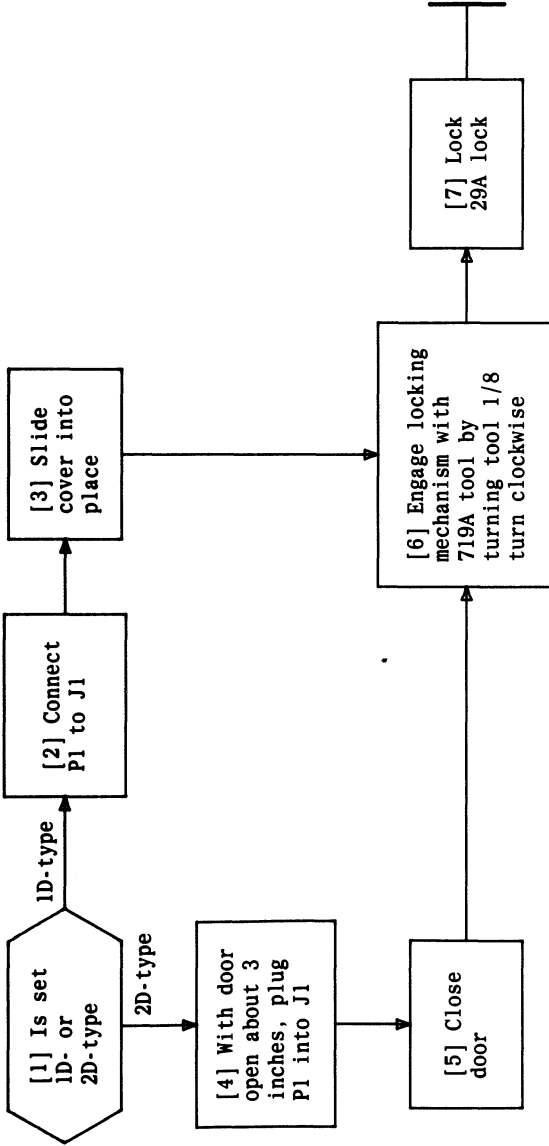 [1] Is set
1D- or
2D-type
1D-type
2D-type
[2] Connect
P1 to J1
[3] Slide
cover into
place
[4] With door
open about 3
inches, plug
P1 into J1
[5] Close
door
[6] Engage locking
mechanism with
719A tool by
turning tool 1/8
turn clockwise
[7] Lock
29A lock